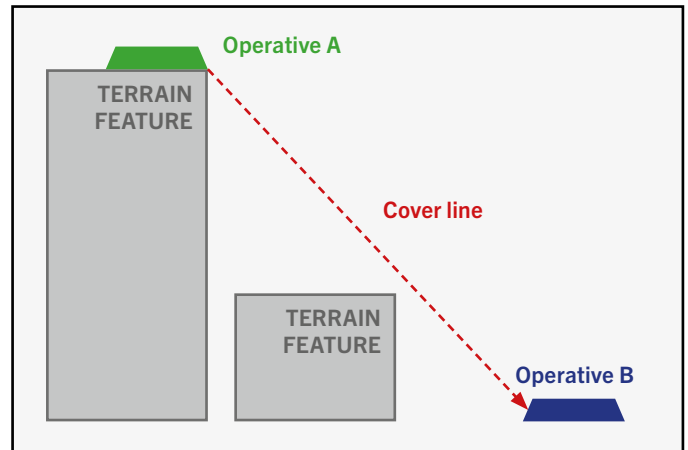 Operative A
TERRAIN
FEATURE
Cover line
TERRAIN
FEATURE
Operative B